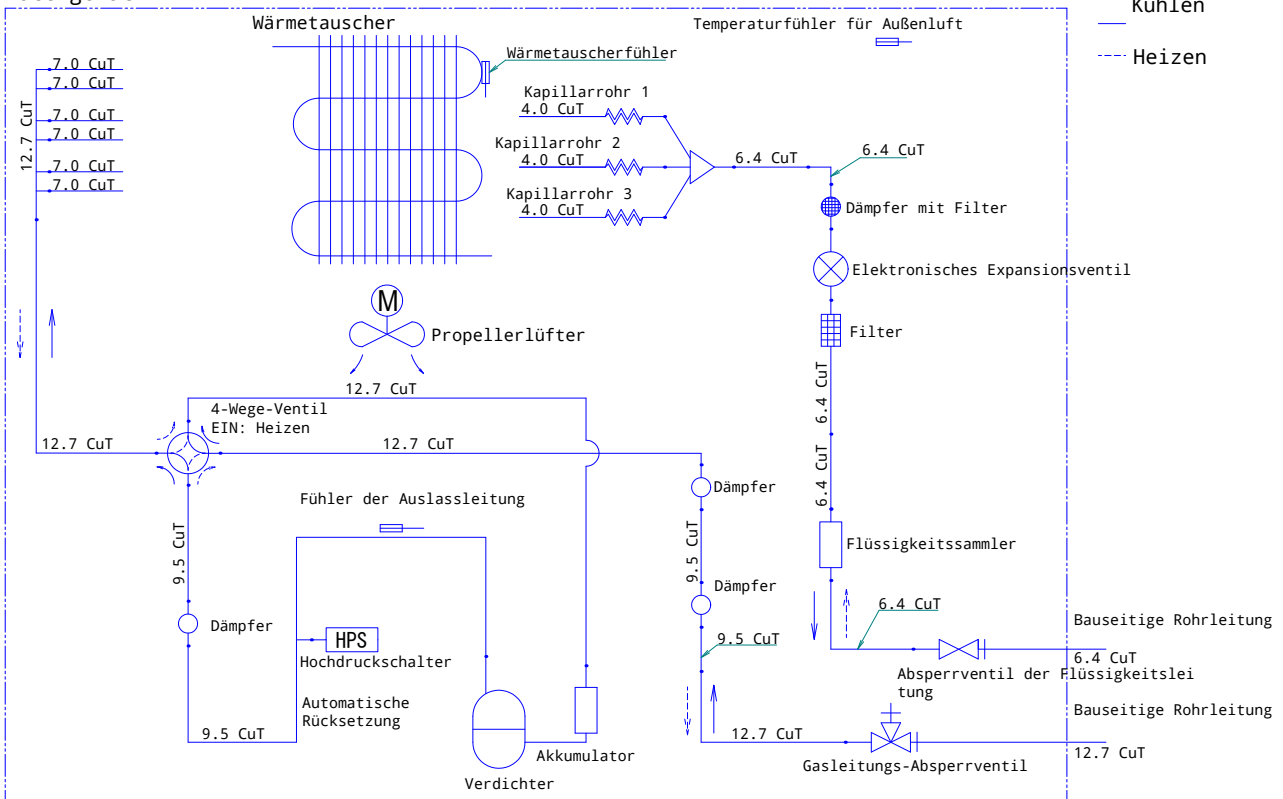 Kühlen
Heizen
Wärmetauscher
Temperaturfühler für Außenluft
Wärmetauscherfühler
7.0 CuT
7.0 CuT
7.0 CuT
7.0 CuT
7.0 CuT
7.0 CuT
12.7 CuT
Kapillarrohr 1
4.0 CuT
Kapillarrohr 2
4.0 CuT
Kapillarrohr 3
4.0 CuT
6.4 CuT
6.4 CuT
Dämpfer mit Filter
Elektronisches Expansionsventil
M
Propellerlüfter
Filter
6.4 CuT
12.7 CuT
4-Wege-Ventil
EIN: Heizen
12.7 CuT
12.7 CuT
6.4 CuT
Dämpfer
Fühler der Auslassleitung
9.5 CuT
9.5 CuT
Flüssigkeitssammler
Dämpfer
Dämpfer
6.4 CuT
HPS
Hochdruckschalter
9.5 CuT
Bauseitige Rohrleitung
6.4 CuT
Absperrventil der Flüssigkeitslei
tung
Automatische
Rücksetzung
Bauseitige Rohrleitung
9.5 CuT
12.7 CuT
12.7 CuT
Akkumulator
Gasleitungs-Absperrventil
Verdichter